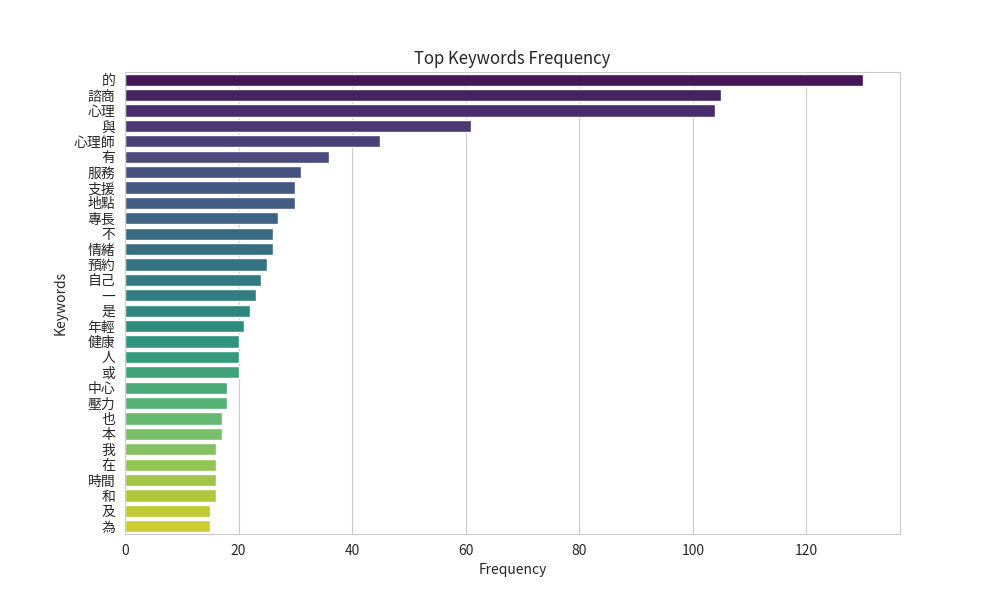 Top Keywords Frequency
Keywords
的
諮商
心理
與
心理師
有
服務
支援
地點
專長
不
情緒
預約
自己
一
是
年輕
健康
人
或
中心
壓力
也
本
我
在
時間
和
及
為
0 20 40 60 80 100 120
Frequency